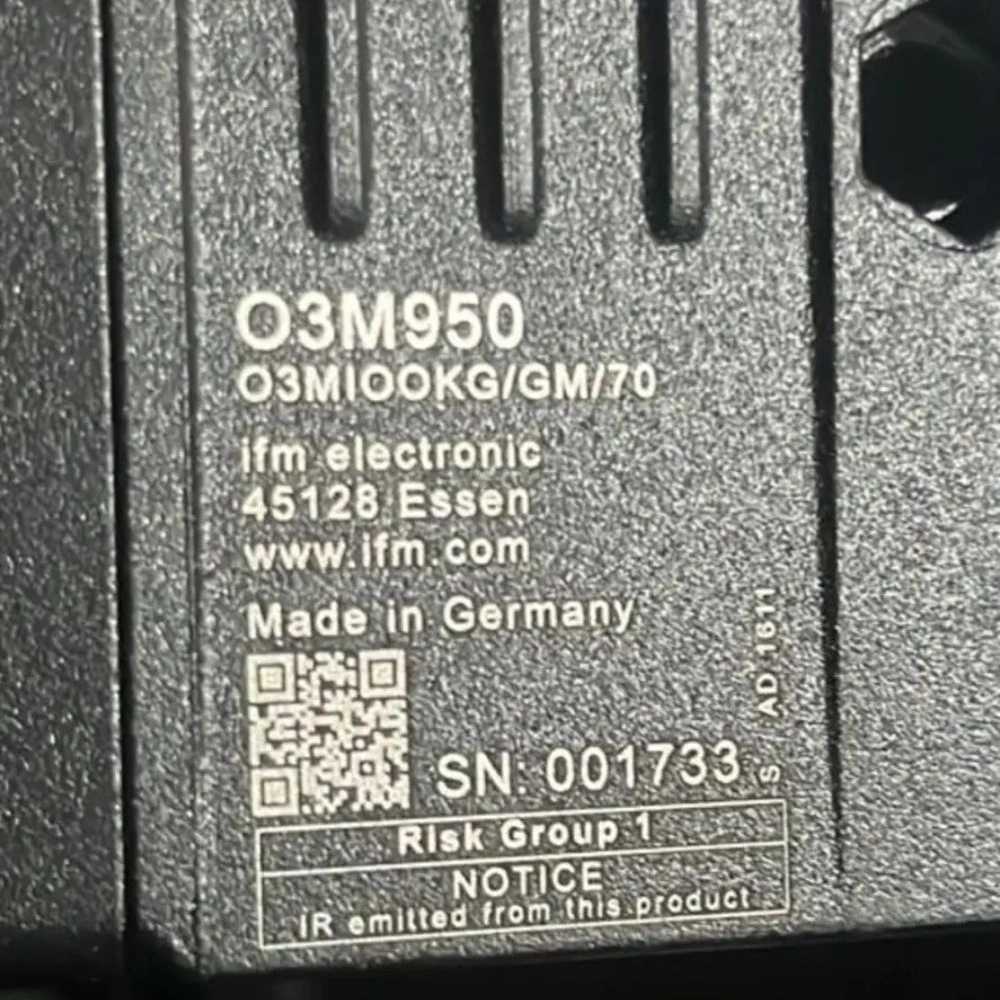 O3M950
O3MIOOKG/GM/70
ifm electronic
45128 Essen
www.ifm.com
Made in Germany
AD 1611
S
SN: 001733
Risk Group 1
NOTICE
IR emitted from this product